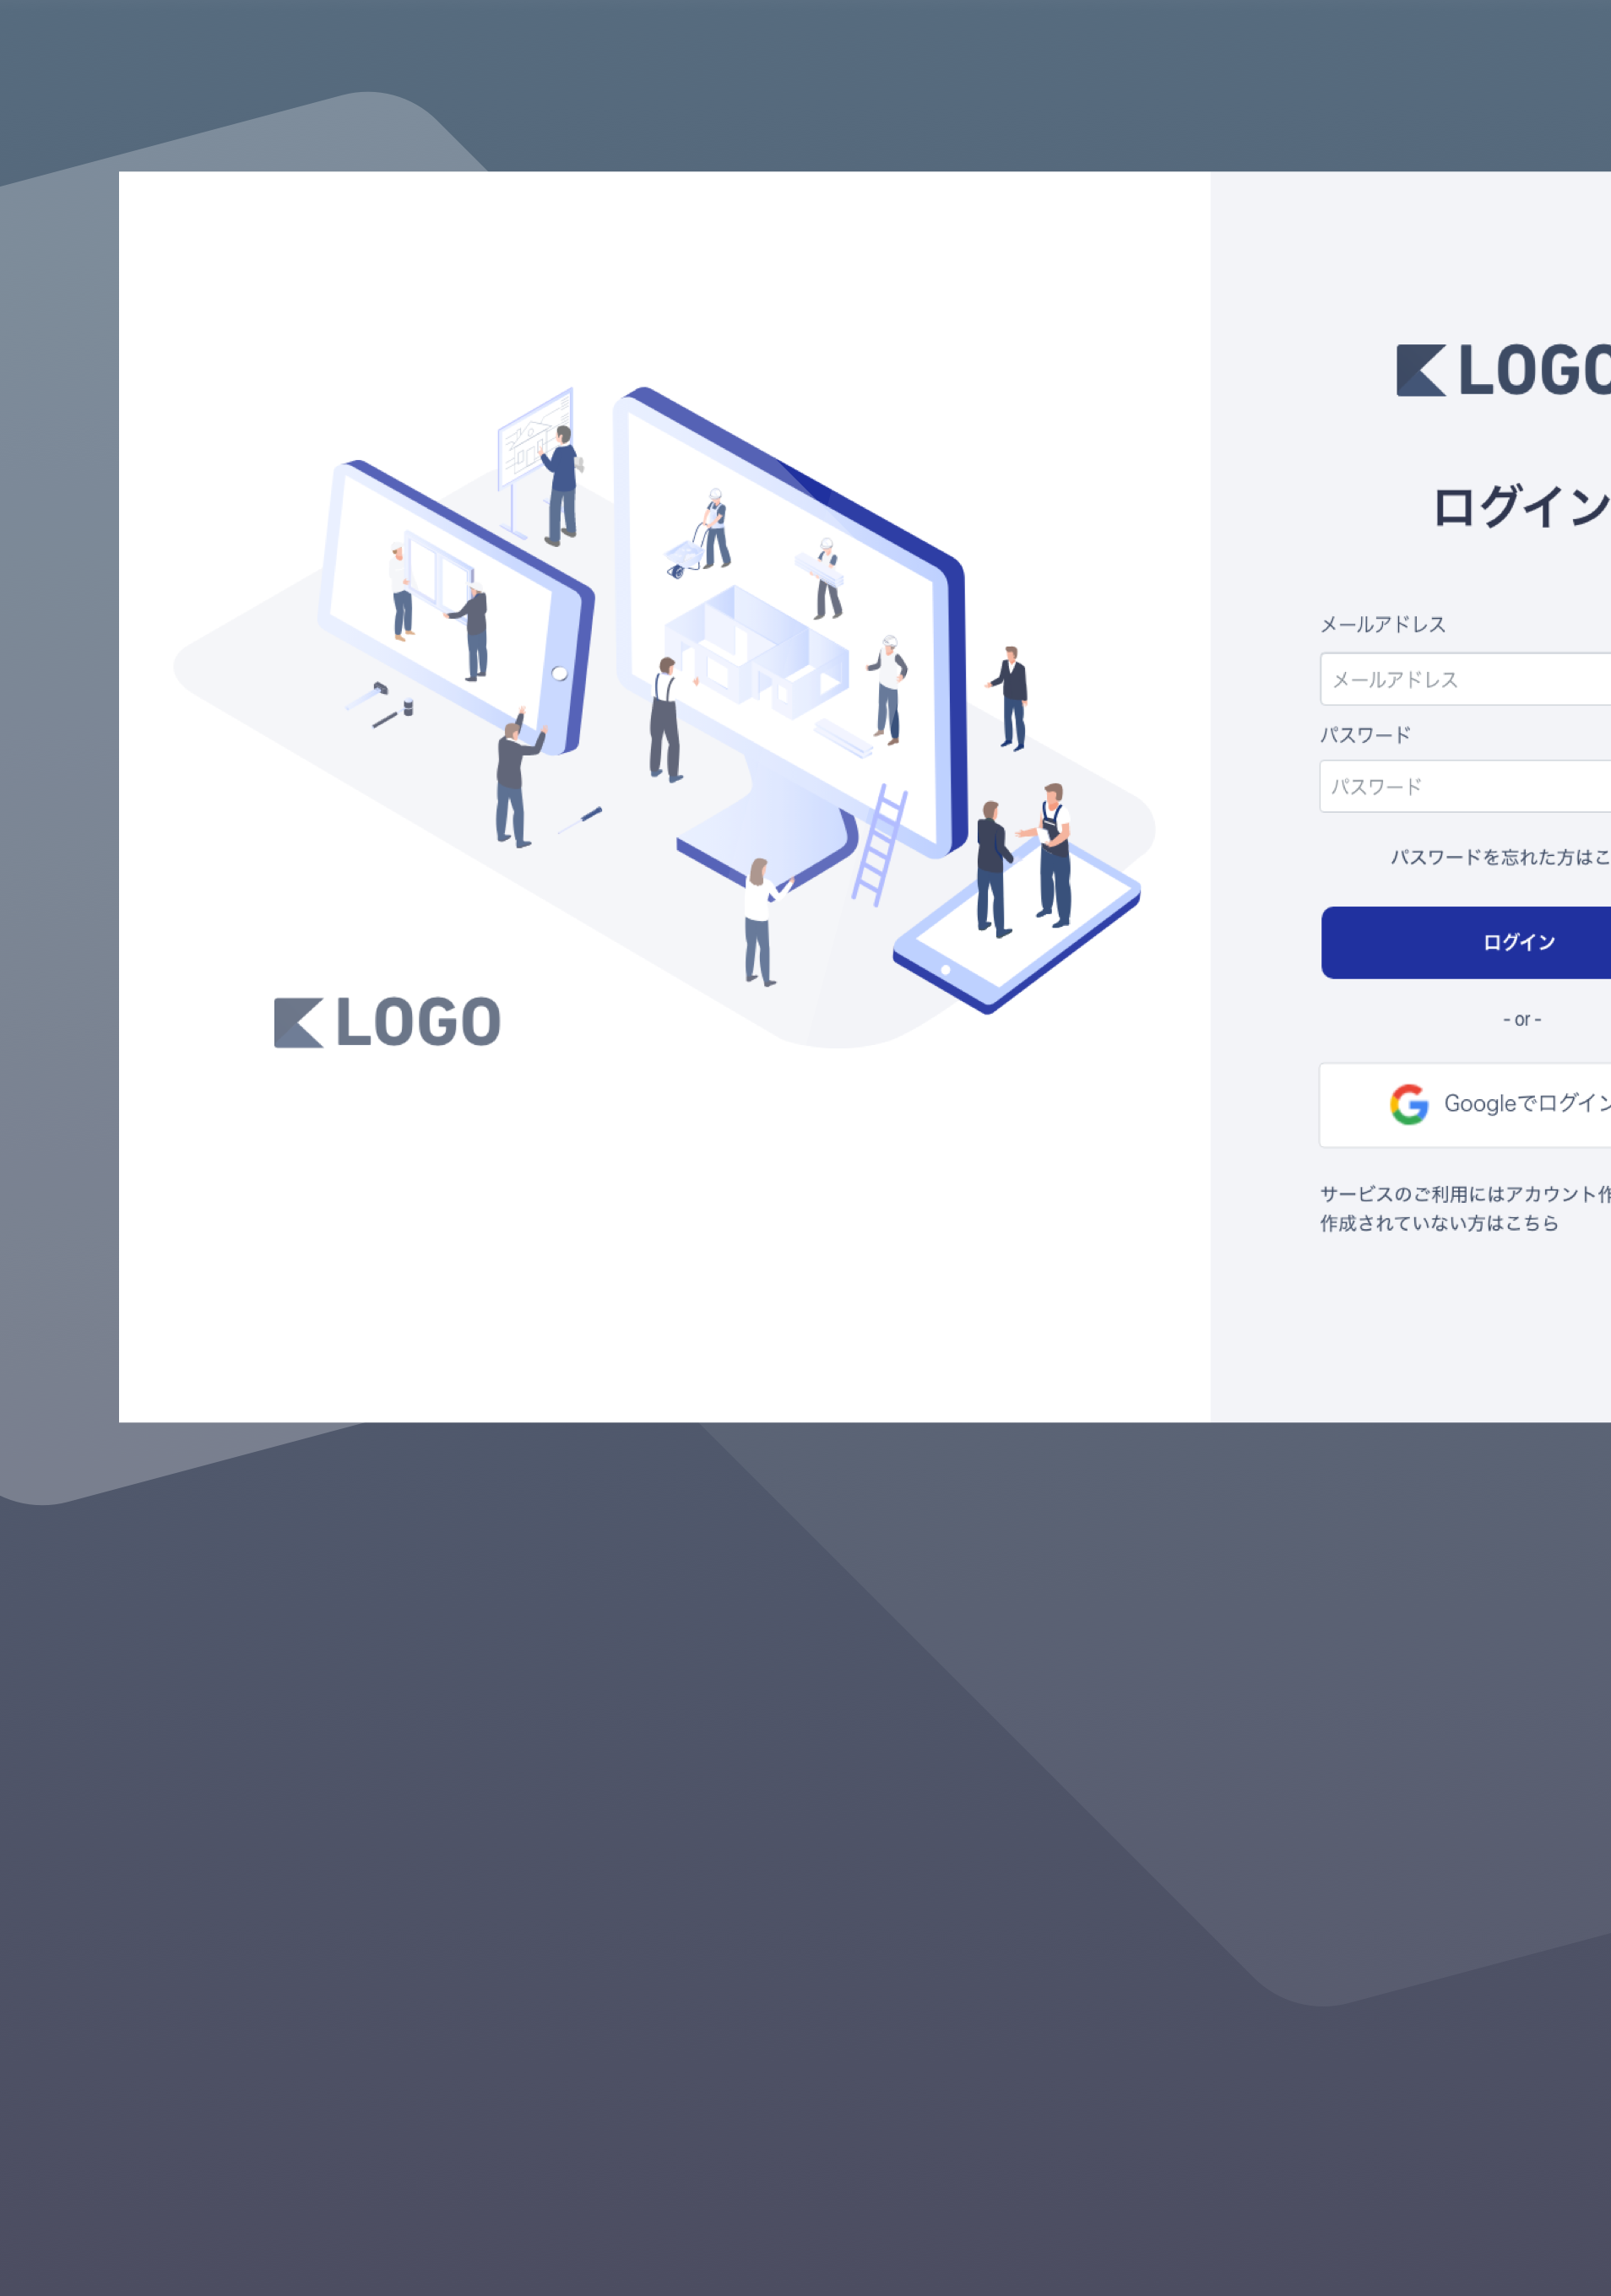 LOGO
LOGO
ログイン
メールアドレス
メールアドレス
パスワード
パスワード
パスワードを忘れた方はこ
ログイン
- or -
Googleでログイン
サービスのご利用にはアカウント作
作成されていない方はこちら